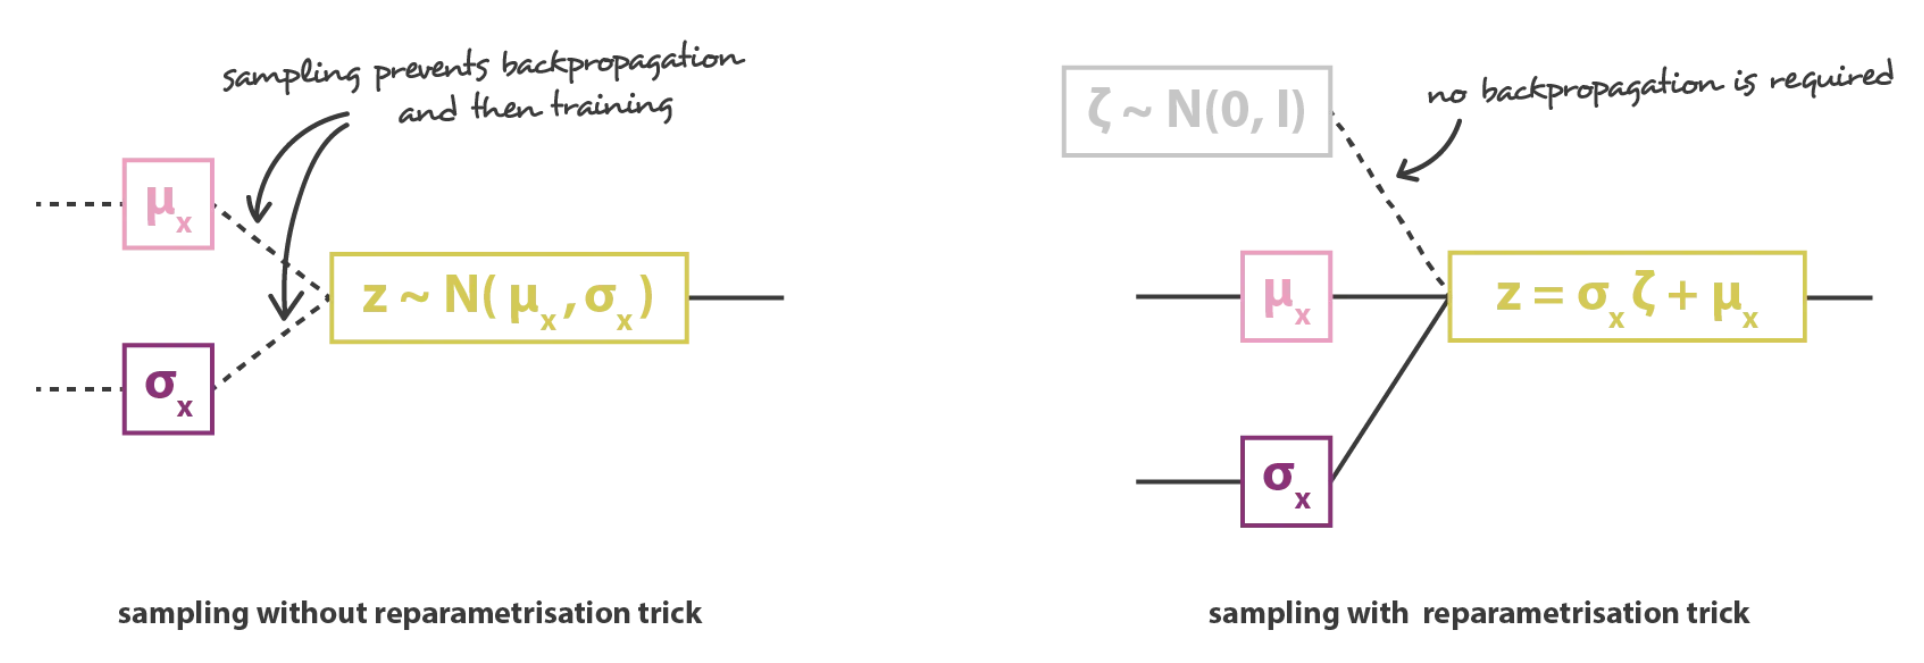 sampling prevents backpropagation
and then training
μx
z ~ N( μx , σx )
σx
sampling without reparametrisation trick
ζ ~ N(0, I)
no backpropagation is required
μx
z = σx ζ + μx
σx
sampling with reparametrisation trick